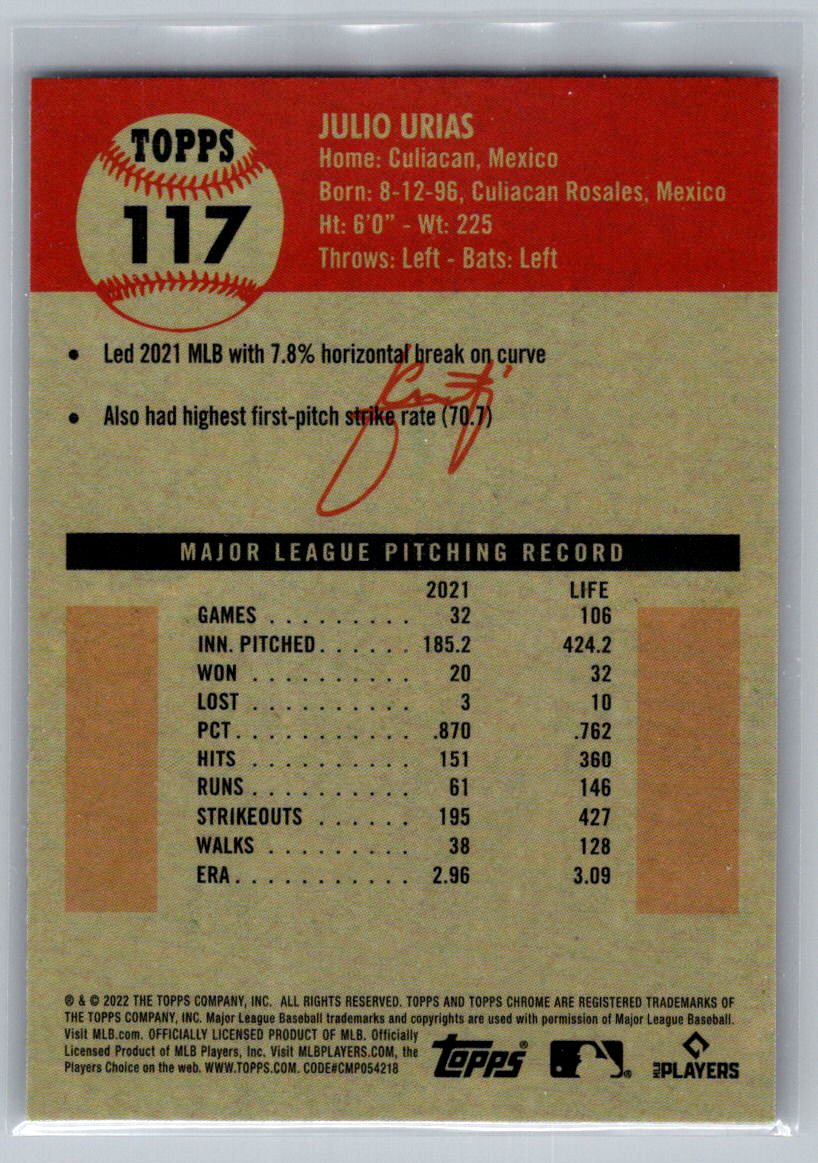 TOPPS
117
JULIO URIAS
Home: Culiacan, Mexico
Born: 8-12-96, Culiacan Rosales, Mexico
Ht: 6'0" - Wt: 225
Throws: Left - Bats: Left
• Led 2021 MLB with 7.8% horizontal break on curve
• Also had highest first-pitch strike rate (70.7)
MAJOR LEAGUE PITCHING RECORD
2021 LIFE
GAMES . . . . . . . . . 32 106
INN. PITCHED . . . . . . 185.2 424.2
WON . . . . . . . . . . 20 32
LOST . . . . . . . . . . 3 10
PCT. . . . . . . . . . . .870 .762
HITS . . . . . . . . . . 151 360
RUNS . . . . . . . . . . 61 146
STRIKEOUTS . . . . . . 195 427
WALKS . . . . . . . . . 38 128
ERA. . . . . . . . . . . 2.96 3.09
® & © 2022 THE TOPPS COMPANY, INC. ALL RIGHTS RESERVED. TOPPS AND TOPPS CHROME ARE REGISTERED TRADEMARKS OF
THE TOPPS COMPANY, INC. Major League Baseball trademarks and copyrights are used with permission of Major League Baseball.
Visit MLB.com. OFFICIALLY LICENSED PRODUCT OF MLB. Officially
Licensed Product of MLB Players, Inc. Visit MLBPLAYERS.COM, the
Players Choice on the web. WWW.TOPPS.COM. CODE#CMP054218
topps®
®
MLB PLAYERS